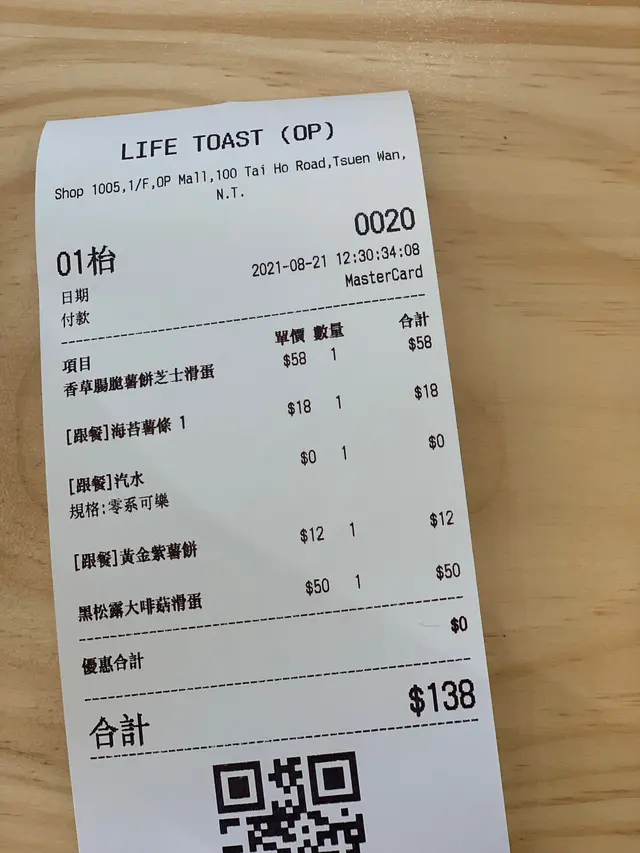 LIFE TOAST (OP)
Shop 1005,1/F,OP Mall,100 Tai Ho Road,Tsuen Wan,
N.T.
0020
01枱
日期 2021-08-21 12:30:34:08
付款 MasterCard
項目 單價 數量 合計
香草腸脆薯餅芝士滑蛋 $58 1 $58
[跟餐]海苔薯條 1 $18 1 $18
[跟餐]汽水 $0 1 $0
規格:零系可樂
[跟餐]黃金紫薯餅 $12 1 $12
黑松露大啡菇滑蛋 $50 1 $50
優惠合計 $0
合計 $138